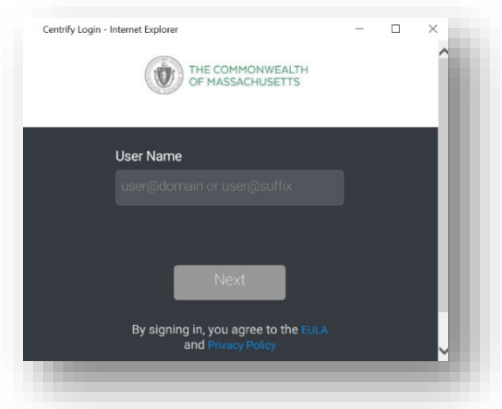 Centrify Login - Internet Explorer
THE COMMONWEALTH
OF MASSACHUSETTS
User Name
user@domain or user@suffix
Next
By signing in, you agree to the EULA
and Privacy Policy